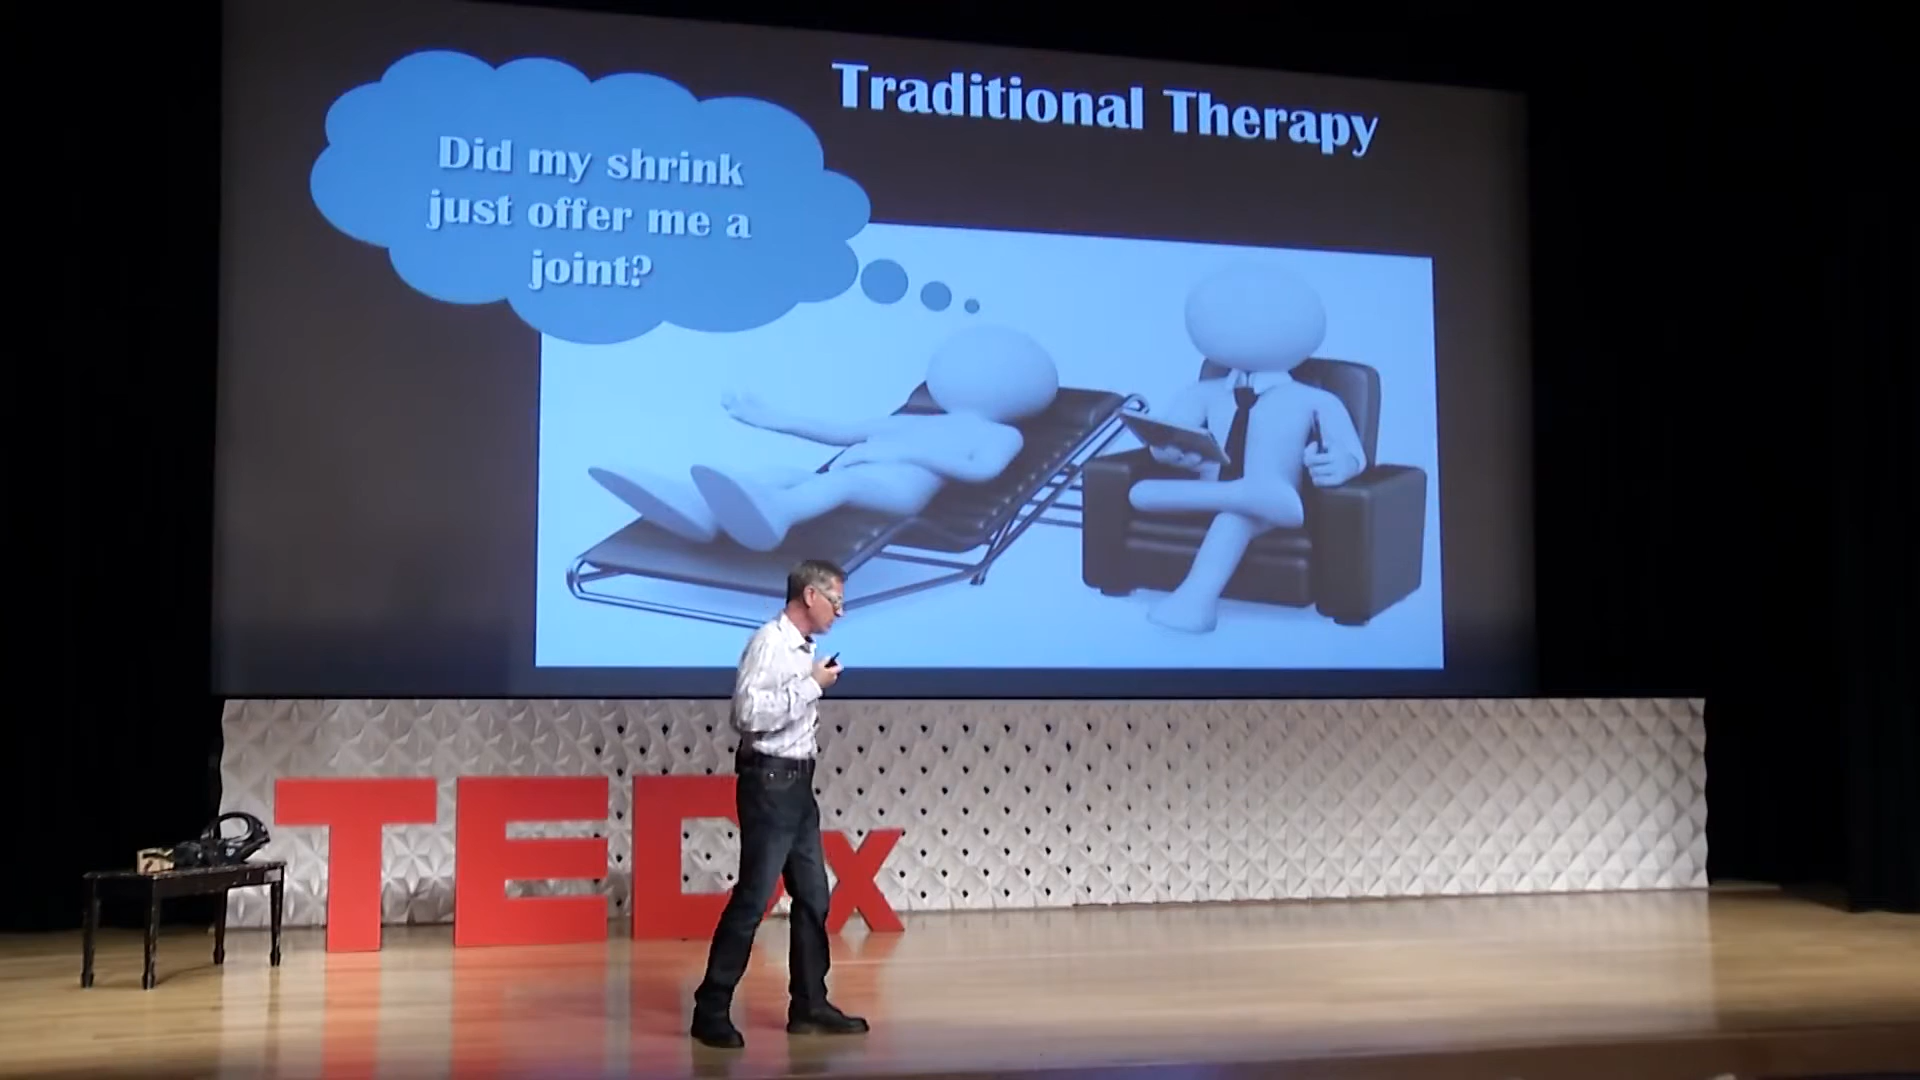 Traditional Therapy
Did my shrink
just offer me a
joint?
TEDx